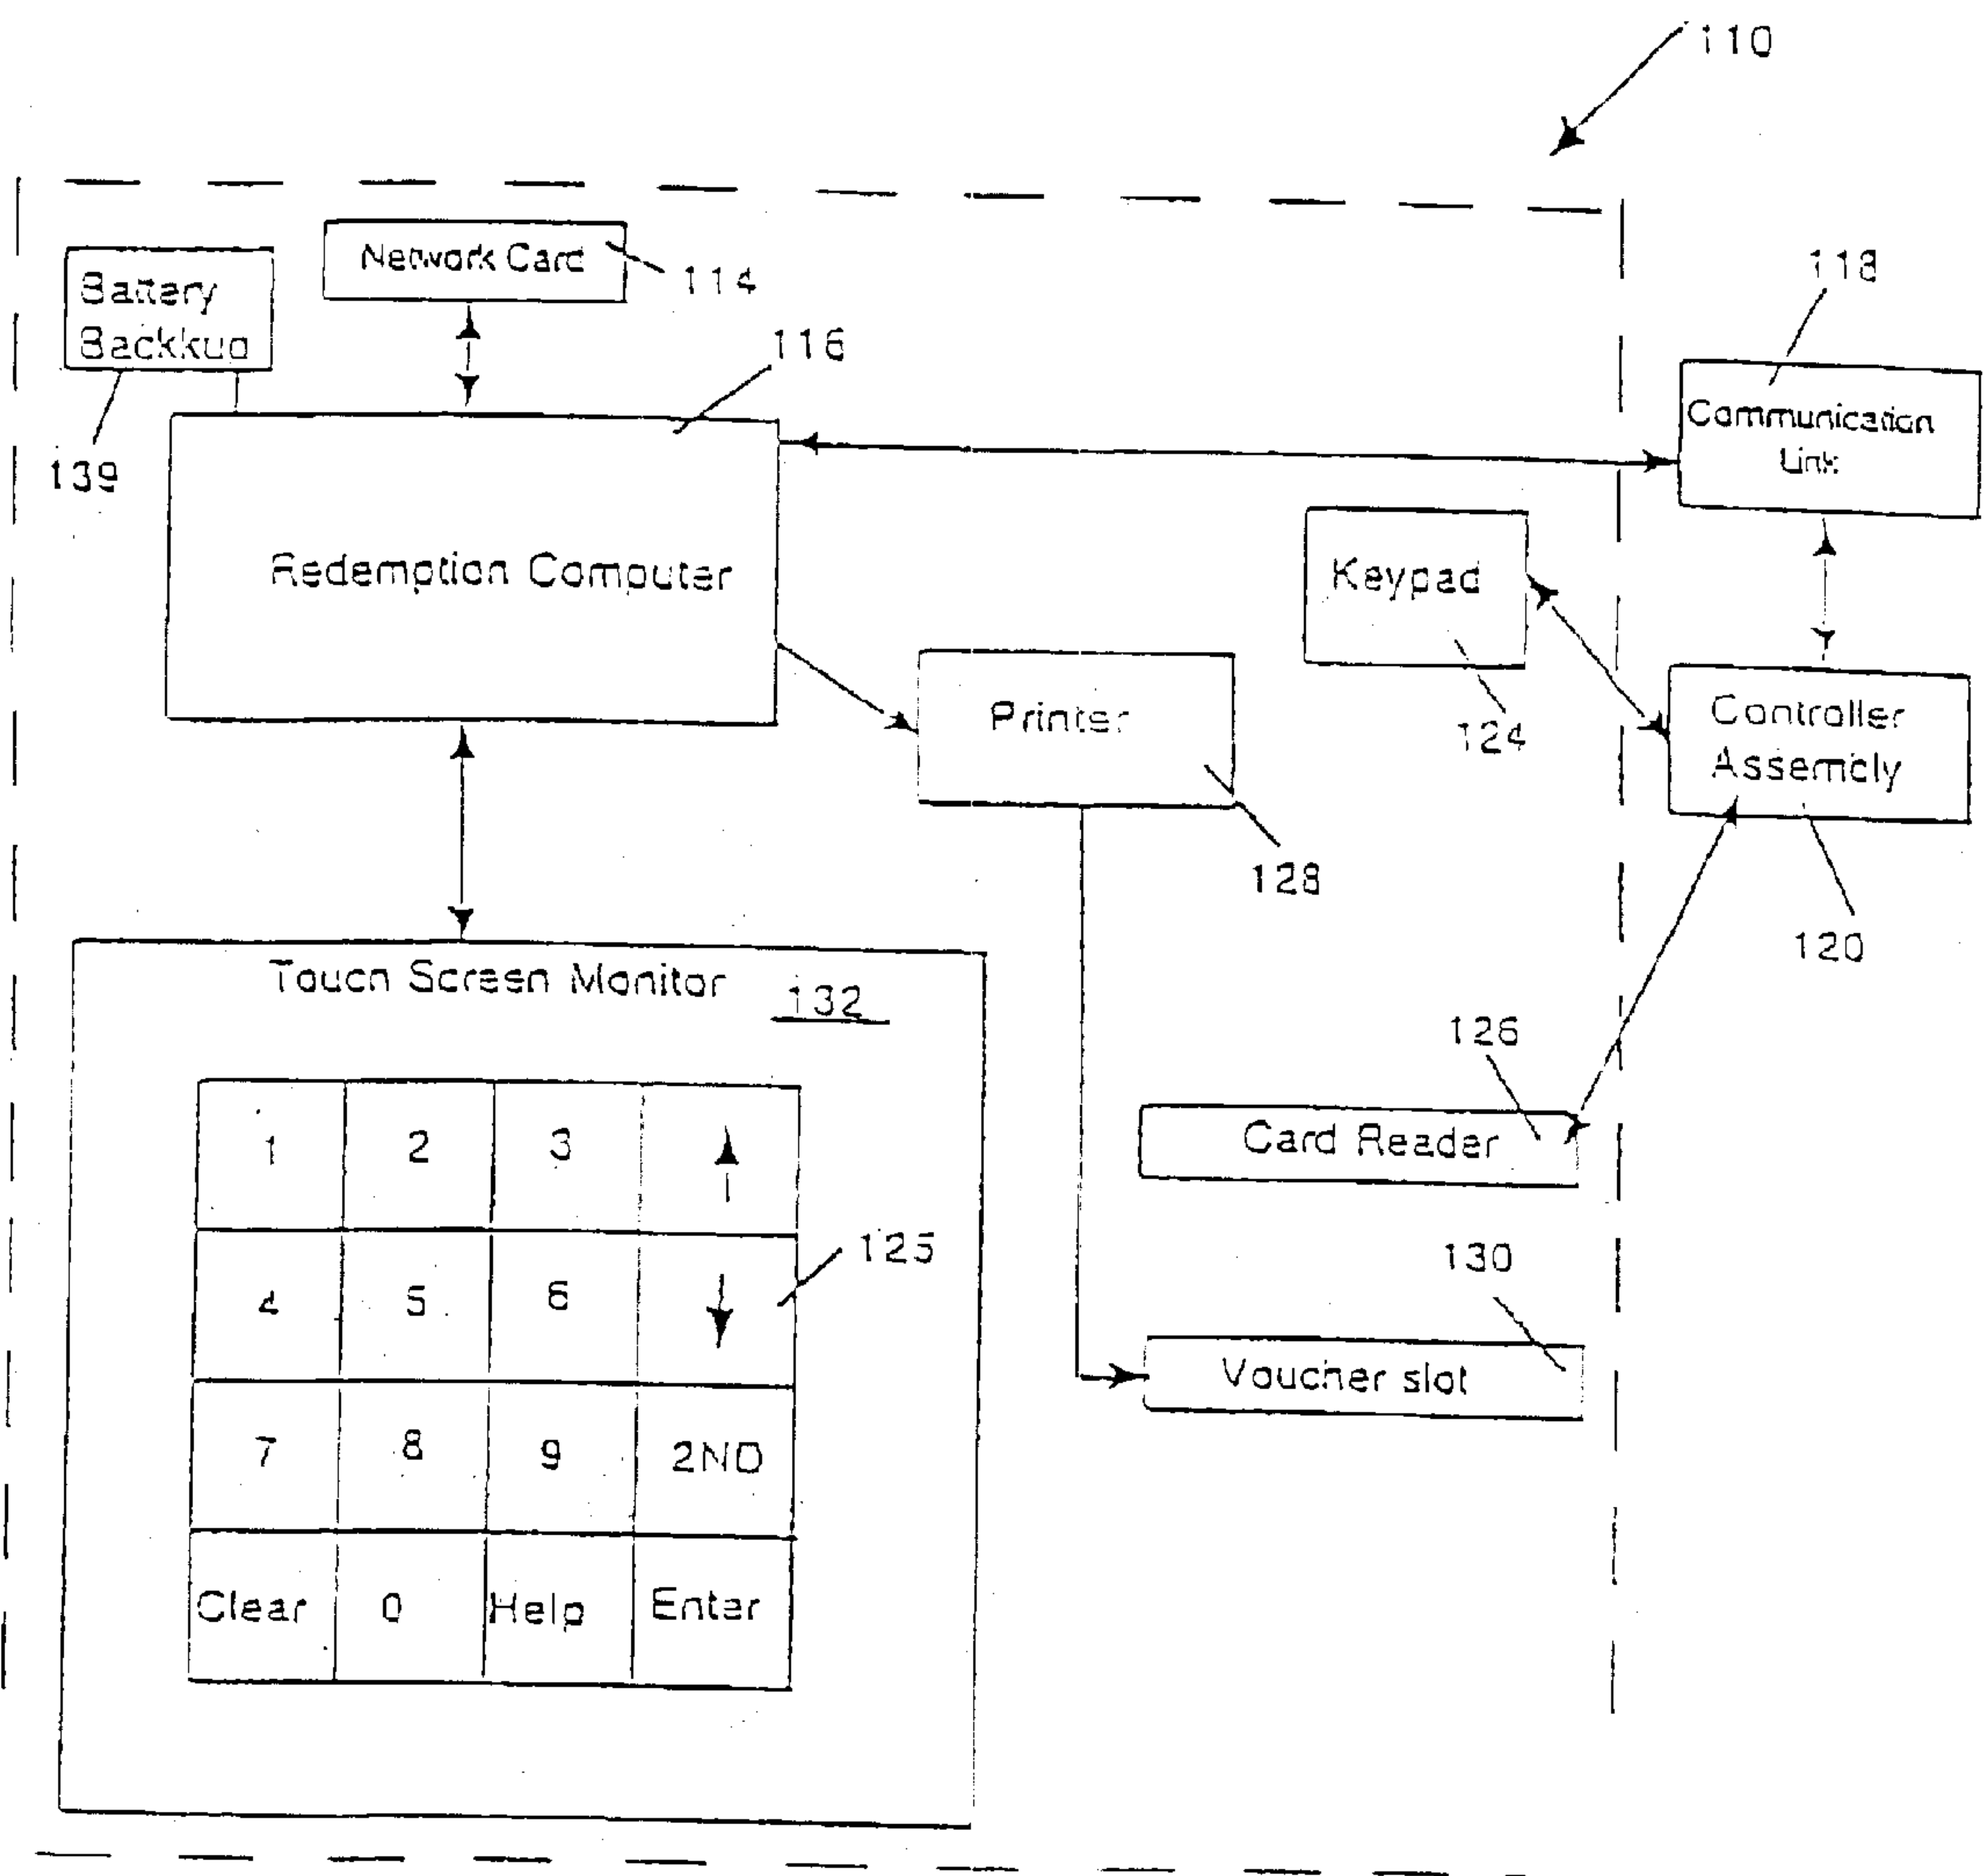 110
Network Card
114
Battery
Backkup
139
116
118
Communication
Link
Redemption Computer
Keypad
124
Printer
128
Controller
Assembly
120
Touch Screen Monitor
132
126
Card Reader
1 2 3
125
4 5 6
130
Voucher slot
7 8 9 2ND
Clear 0 Help Enter